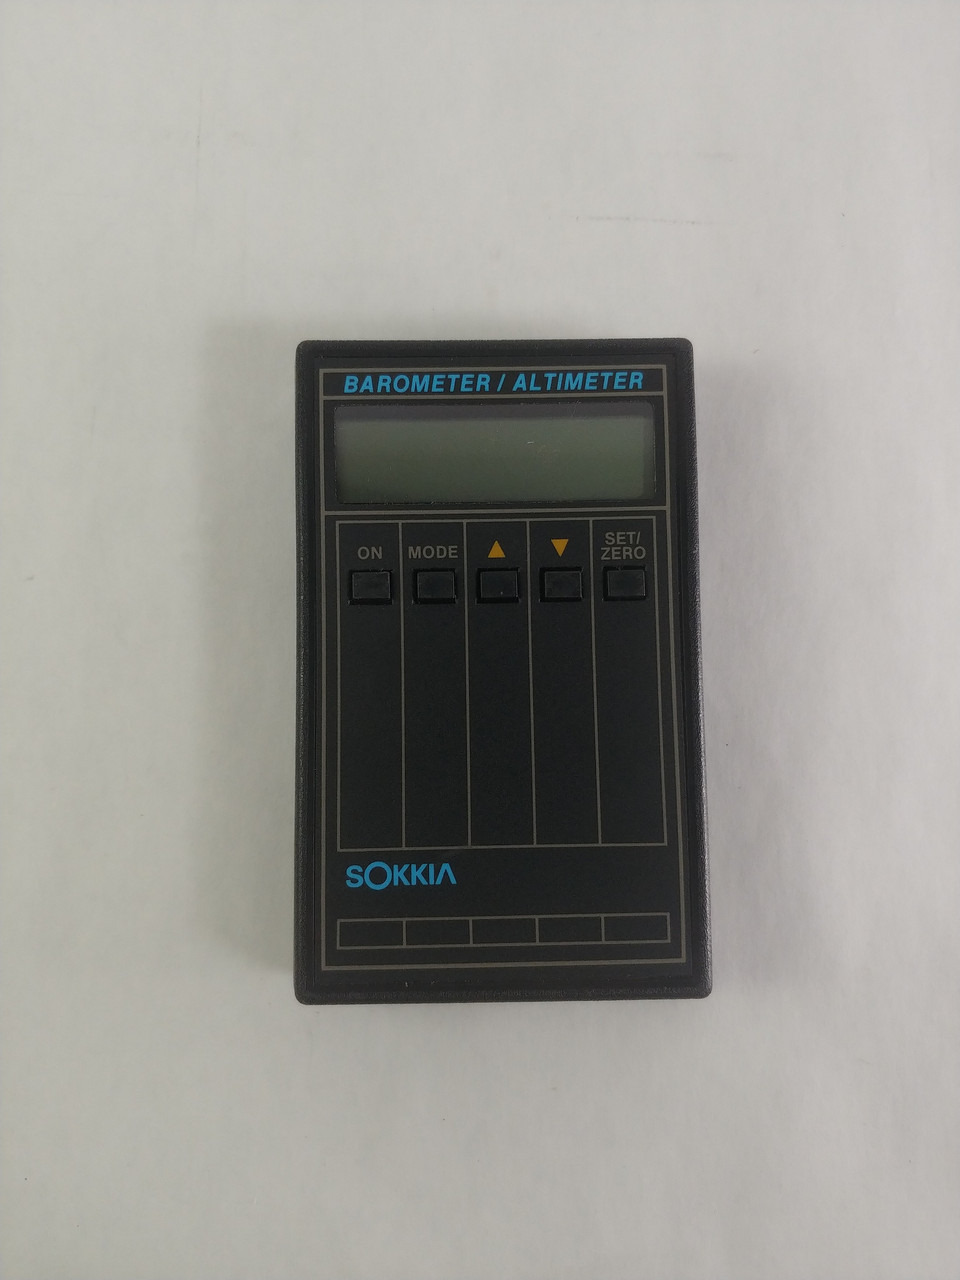 BAROMETER / ALTIMETER
ON MODE ▲ ▼ SET/
ZERO
SOKKIA